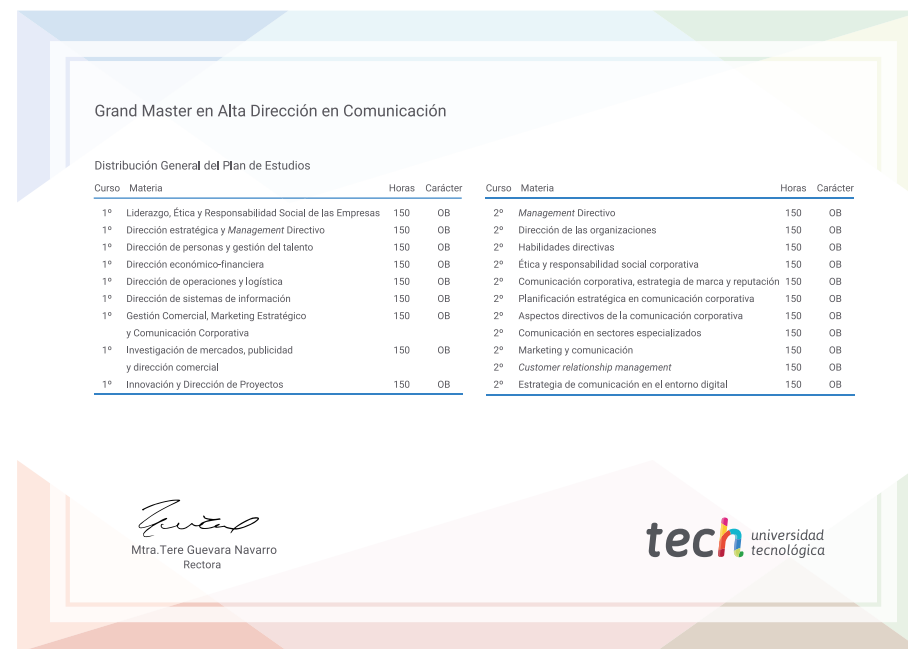 Grand Master en Alta Dirección en Comunicación
Distribución General del Plan de Estudios
Curso Materia Horas Carácter
1º Liderazgo, Ética y Responsabilidad Social de las Empresas 150 OB
1º Dirección estratégica y Management Directivo 150 OB
1º Dirección de personas y gestión del talento 150 OB
1º Dirección económico-financiera 150 OB
1º Dirección de operaciones y logística 150 OB
1º Dirección de sistemas de información 150 OB
1º Gestión Comercial, Marketing Estratégico 150 OB
y Comunicación Corporativa
1º Investigación de mercados, publicidad 150 OB
y dirección comercial
1º Innovación y Dirección de Proyectos 150 OB
Curso Materia Horas Carácter
2º Management Directivo 150 OB
2º Dirección de las organizaciones 150 OB
2º Habilidades directivas 150 OB
2º Ética y responsabilidad social corporativa 150 OB
2º Comunicación corporativa, estrategia de marca y reputación 150 OB
2º Planificación estratégica en comunicación corporativa 150 OB
2º Aspectos directivos de la comunicación corporativa 150 OB
2º Comunicación en sectores especializados 150 OB
2º Marketing y comunicación 150 OB
2º Customer relationship management 150 OB
2º Estrategia de comunicación en el entorno digital 150 OB
Mtra.Tere Guevara Navarro
Rectora
tech universidad
tecnológica